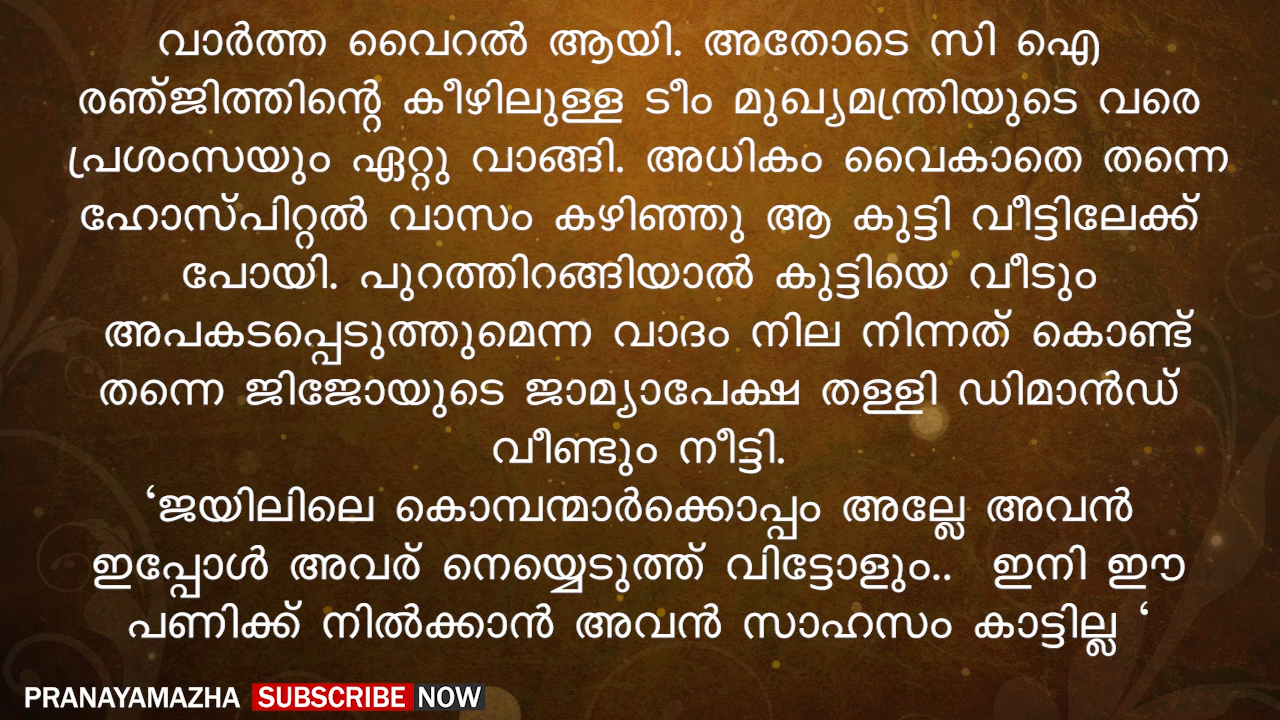 വാർത്ത വൈറൽ ആയി. അതോടെ സി ഐ
രഞ്ജിത്തിന്റെ കീഴിലുള്ള ടീം മുഖ്യമന്ത്രിയുടെ വരെ
പ്രശംസയും ഏറ്റു വാങ്ങി. അധികം വൈകാതെ തന്നെ
ഹോസ്പിറ്റൽ വാസം കഴിഞ്ഞു ആ കുട്ടി വീട്ടിലേക്ക്
പോയി. പുറത്തിറങ്ങിയാൽ കുട്ടിയെ വീടും
അപകടപ്പെടുത്തുമെന്ന വാദം നില നിന്നത് കൊണ്ട്
തന്നെ ജിജോയുടെ ജാമ്യാപേക്ഷ തള്ളി ഡിമാൻഡ്
വീണ്ടും നീട്ടി.
‘ജയിലിലെ കൊമ്പന്മാർക്കൊപ്പം അല്ലേ അവൻ
ഇപ്പോൾ അവര് നെയ്യെടുത്ത് വിട്ടോളും.. ഇനി ഈ
പണിക്ക് നിൽക്കാൻ അവൻ സാഹസം കാട്ടില്ല ‘
PRANAYAMAZHA SUBSCRIBE NOW